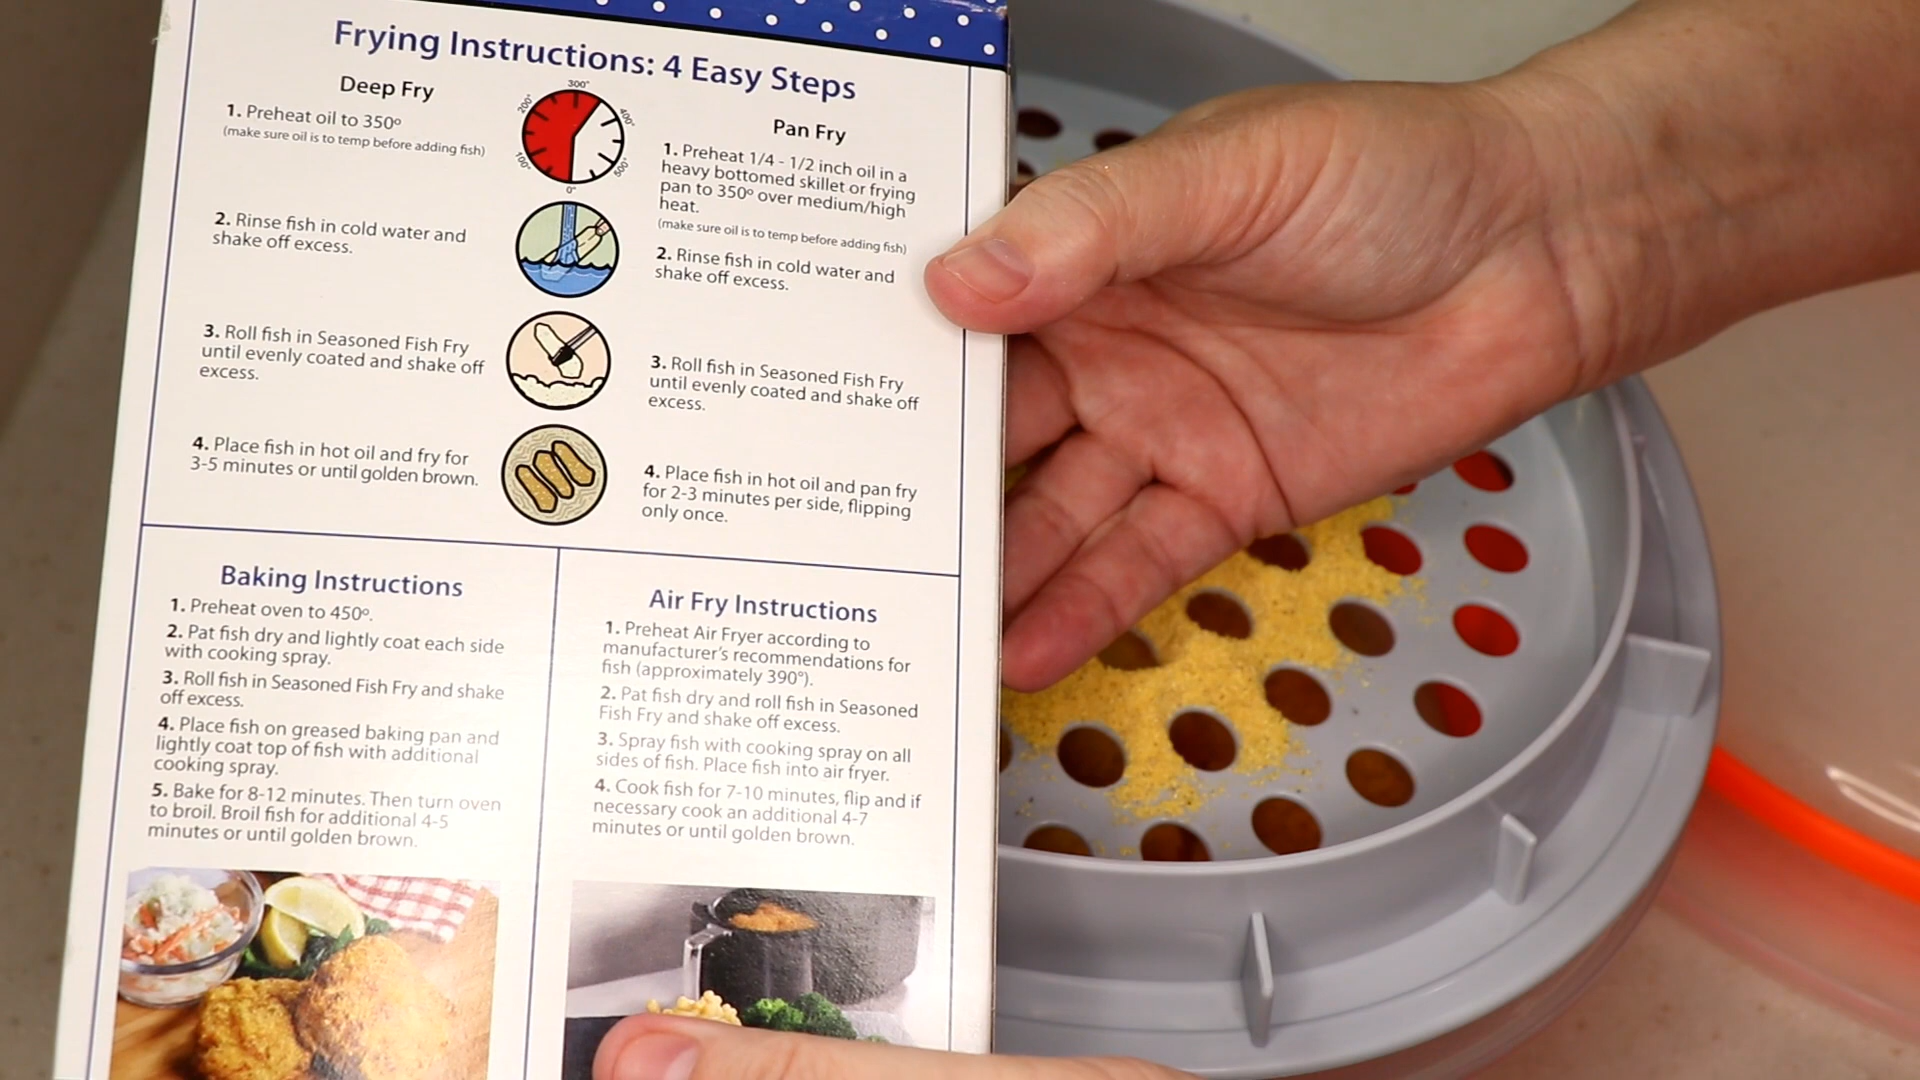 Frying Instructions: 4 Easy Steps
Deep Fry
1. Preheat oil to 350º
(make sure oil is to temp before adding fish)
2. Rinse fish in cold water and
shake off excess.
3. Roll fish in Seasoned Fish Fry
until evenly coated and shake off
excess.
4. Place fish in hot oil and fry for
3-5 minutes or until golden brown.
0°
100°
200°
300°
400°
500°
Pan Fry
1. Preheat 1/4 - 1/2 inch oil in a
heavy bottomed skillet or frying
pan to 350º over medium/high
heat.
(make sure oil is to temp before adding fish)
2. Rinse fish in cold water and
shake off excess.
3. Roll fish in Seasoned Fish Fry
until evenly coated and shake off
excess.
4. Place fish in hot oil and pan fry
for 2-3 minutes per side, flipping
only once.
Baking Instructions
1. Preheat oven to 450º.
2. Pat fish dry and lightly coat each side
with cooking spray.
3. Roll fish in Seasoned Fish Fry and shake
off excess.
4. Place fish on greased baking pan and
lightly coat top of fish with additional
cooking spray.
5. Bake for 8-12 minutes. Then turn oven
to broil. Broil fish for additional 4-5
minutes or until golden brown.
Air Fry Instructions
1. Preheat Air Fryer according to
manufacturer's recommendations for
fish (approximately 390°).
2. Pat fish dry and roll fish in Seasoned
Fish Fry and shake off excess.
3. Spray fish with cooking spray on all
sides of fish. Place fish into air fryer.
4. Cook fish for 7-10 minutes, flip and if
necessary cook an additional 4-7
minutes or until golden brown.